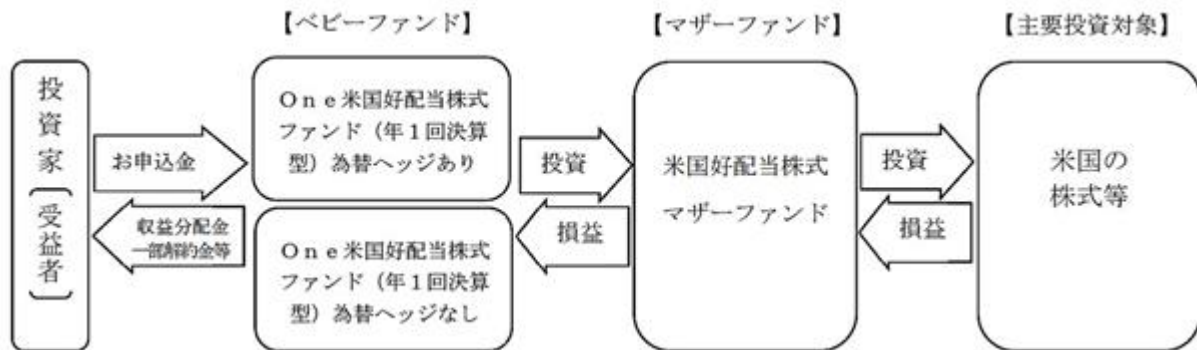 【ベビーファンド】
【マザーファンド】
【主要投資対象】
投資家(受益者)
お申込金
収益分配金
一部解約金等
Ｏｎｅ米国好配当株式
ファンド（年１回決算
型）為替ヘッジあり
Ｏｎｅ米国好配当株式
ファンド（年１回決算
型）為替ヘッジなし
投資
損益
米国好配当株式
マザーファンド
投資
損益
米国の
株式等